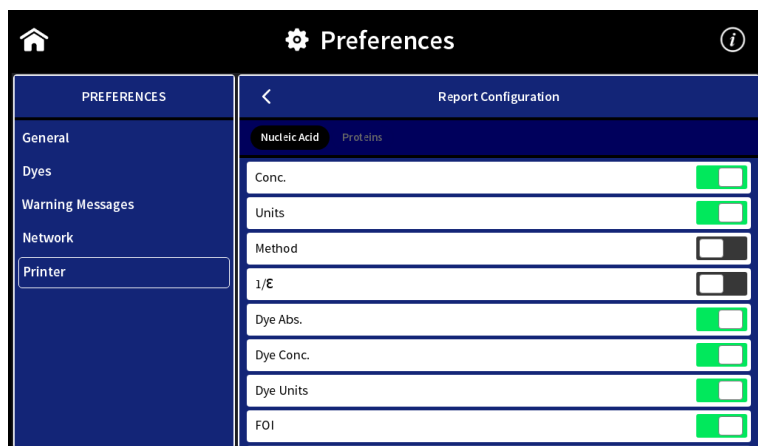 Preferences
i
PREFERENCES
General
Dyes
Warning Messages
Network
Printer
Report Configuration
Nucleic Acid Proteins
Conc.
Units
Method
1/Ɛ
Dye Abs.
Dye Conc.
Dye Units
FOI